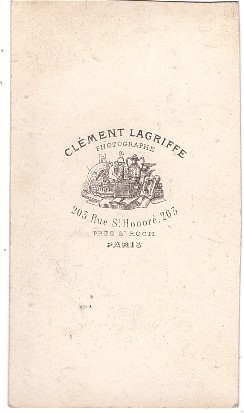 CLÉMENT LAGRIFFE
PHOTOGRAPHE
203 Rue St Honoré, 203
PRÈS ST ROCH
PARIS